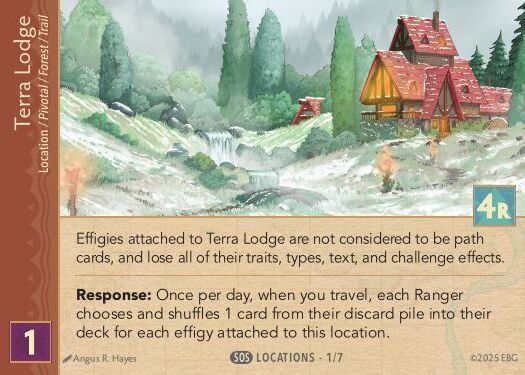 Terra Lodge
Location / Pivotal / Forest / Trail
4R
Effigies attached to Terra Lodge are not considered to be path
cards, and lose all of their traits, types, text, and challenge effects.
Response: Once per day, when you travel, each Ranger
chooses and shuffles 1 card from their discard pile into their
deck for each effigy attached to this location.
1
Angus R. Hayes
SOS LOCATIONS - 1/7
©2025 EBG